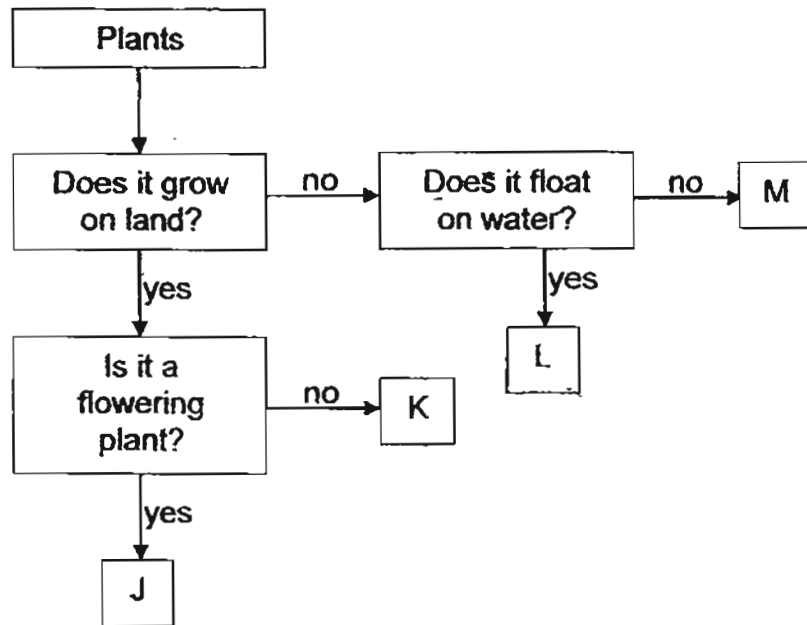 Plants
Does it grow
on land?
no
Does it float
on water?
no
M
yes
yes
L
Is it a
flowering
plant?
no
K
yes
J